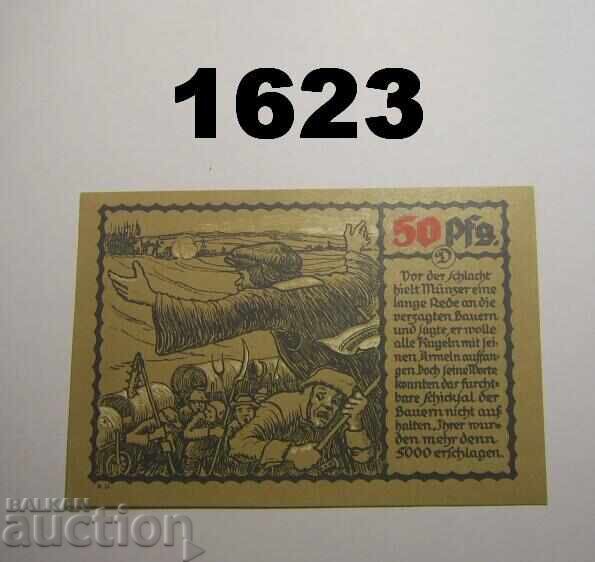 1623
50 Pfg.
D
Vor der Schlacht
hielt Münzer eine
lange Rede an die
verzagten Bauern
und sagte, er wolle
alle Kugeln mit sei-
nen Ärmeln auffan-
gen. Doch seine Worte
konnten das furcht-
bare Schicksal der
Bauern nicht auf
halten, Ihrer wur-
den mehr denn
5000 erschlagen.
BALKAN
auction